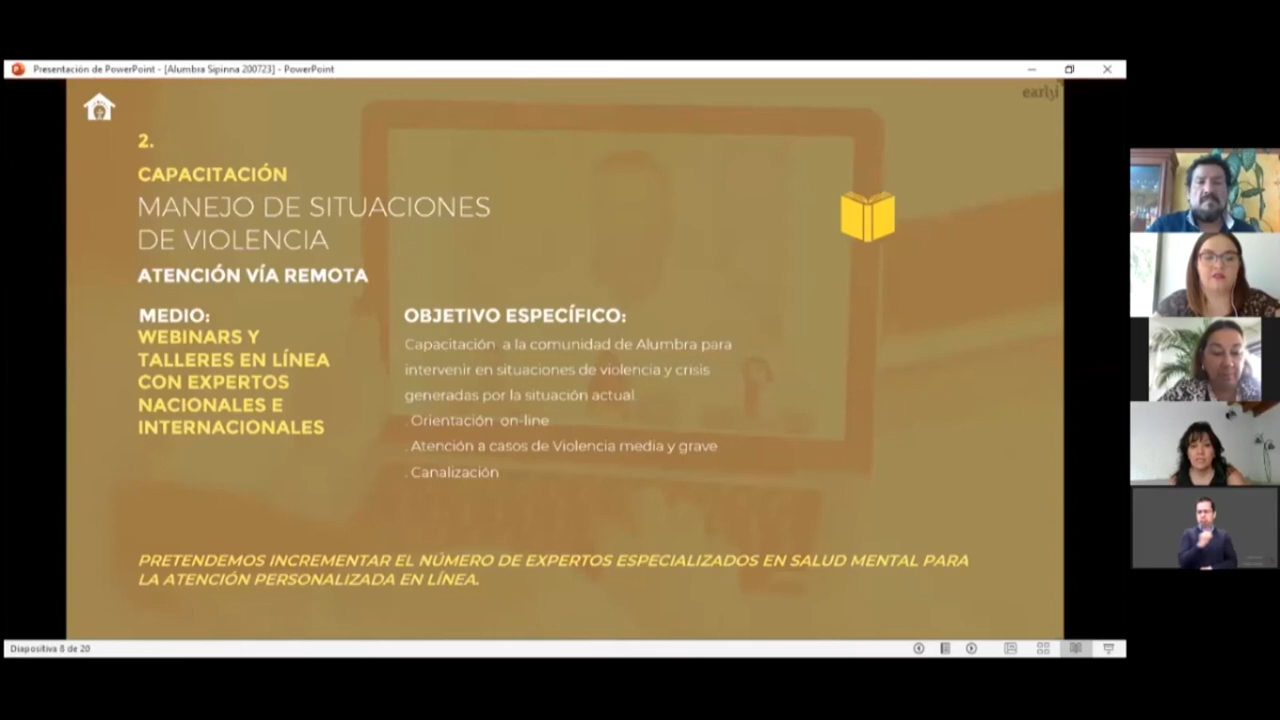 Presentación de PowerPoint - [Alumbra Sipinna 200723] - PowerPoint
earlyi
2.
CAPACITACIÓN
MANEJO DE SITUACIONES
DE VIOLENCIA
ATENCIÓN VÍA REMOTA
MEDIO:
WEBINARS Y
TALLERES EN LÍNEA
CON EXPERTOS
NACIONALES E
INTERNACIONALES
OBJETIVO ESPECÍFICO:
Capacitación a la comunidad de Alumbra para
intervenir en situaciones de violencia y crisis
generadas por la situación actual.
. Orientación on-line
. Atención a casos de Violencia media y grave
. Canalización
PRETENDEMOS INCREMENTAR EL NÚMERO DE EXPERTOS ESPECIALIZADOS EN SALUD MENTAL PARA
LA ATENCIÓN PERSONALIZADA EN LÍNEA.
Diapositiva 8 de 20